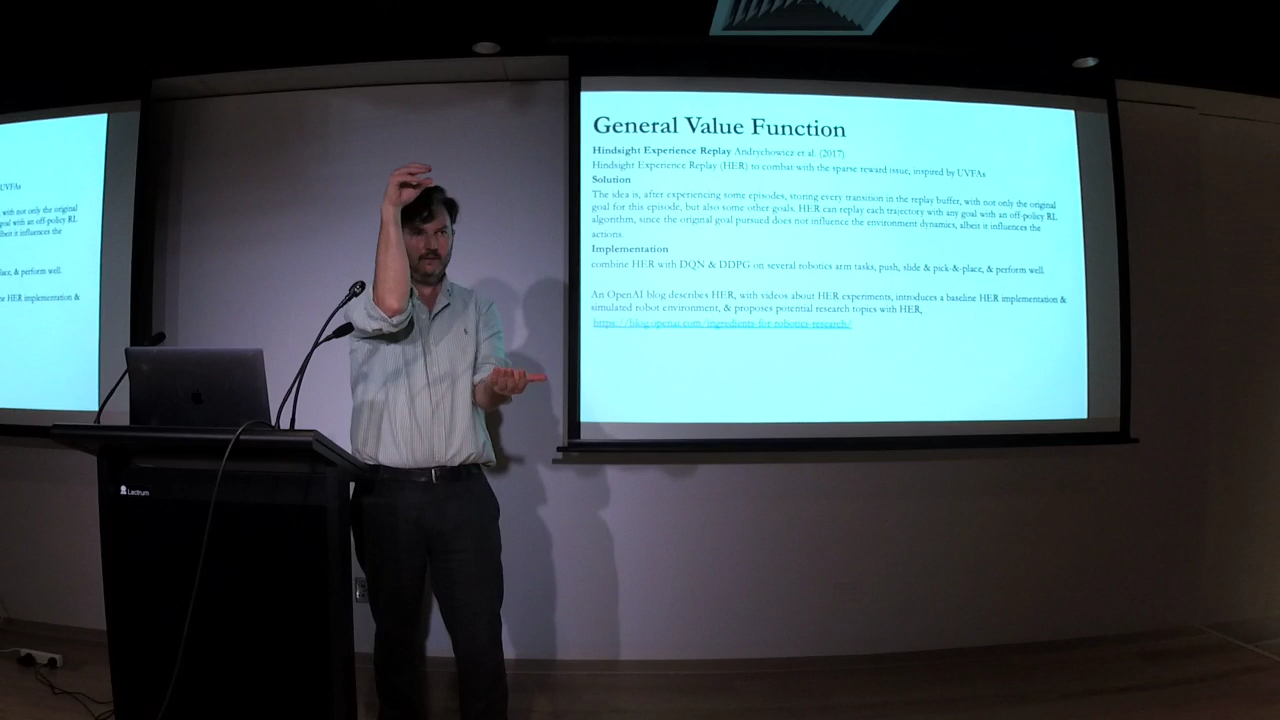 UVFAs
with not only the original
goal with an off-policy RL
albeit it influences the
place, & perform well.
HER implementation &
Lectrum
General Value Function
Hindsight Experience Replay Andrychowicz et al. (2017)
Hindsight Experience Replay (HER) to combat with the sparse reward issue, inspired by UVFAs
Solution
The idea is, after experiencing some episodes, storing every transition in the replay buffer, with not only the original
goal for this episode, but also some other goals. HER can replay each trajectory with any goal with an off-policy RL
algorithm, since the original goal pursued does not influence the environment dynamics, albeit it influences the
actions.
Implementation
combine HER with DQN & DDPG on several robotics arm tasks, push, slide & pick-&-place, & perform well.
An OpenAI blog describes HER, with videos about HER experiments, introduces a baseline HER implementation &
simulated robot environment, & proposes potential research topics with HER,
https://blog.openai.com/ingredients-for-robotics-research/